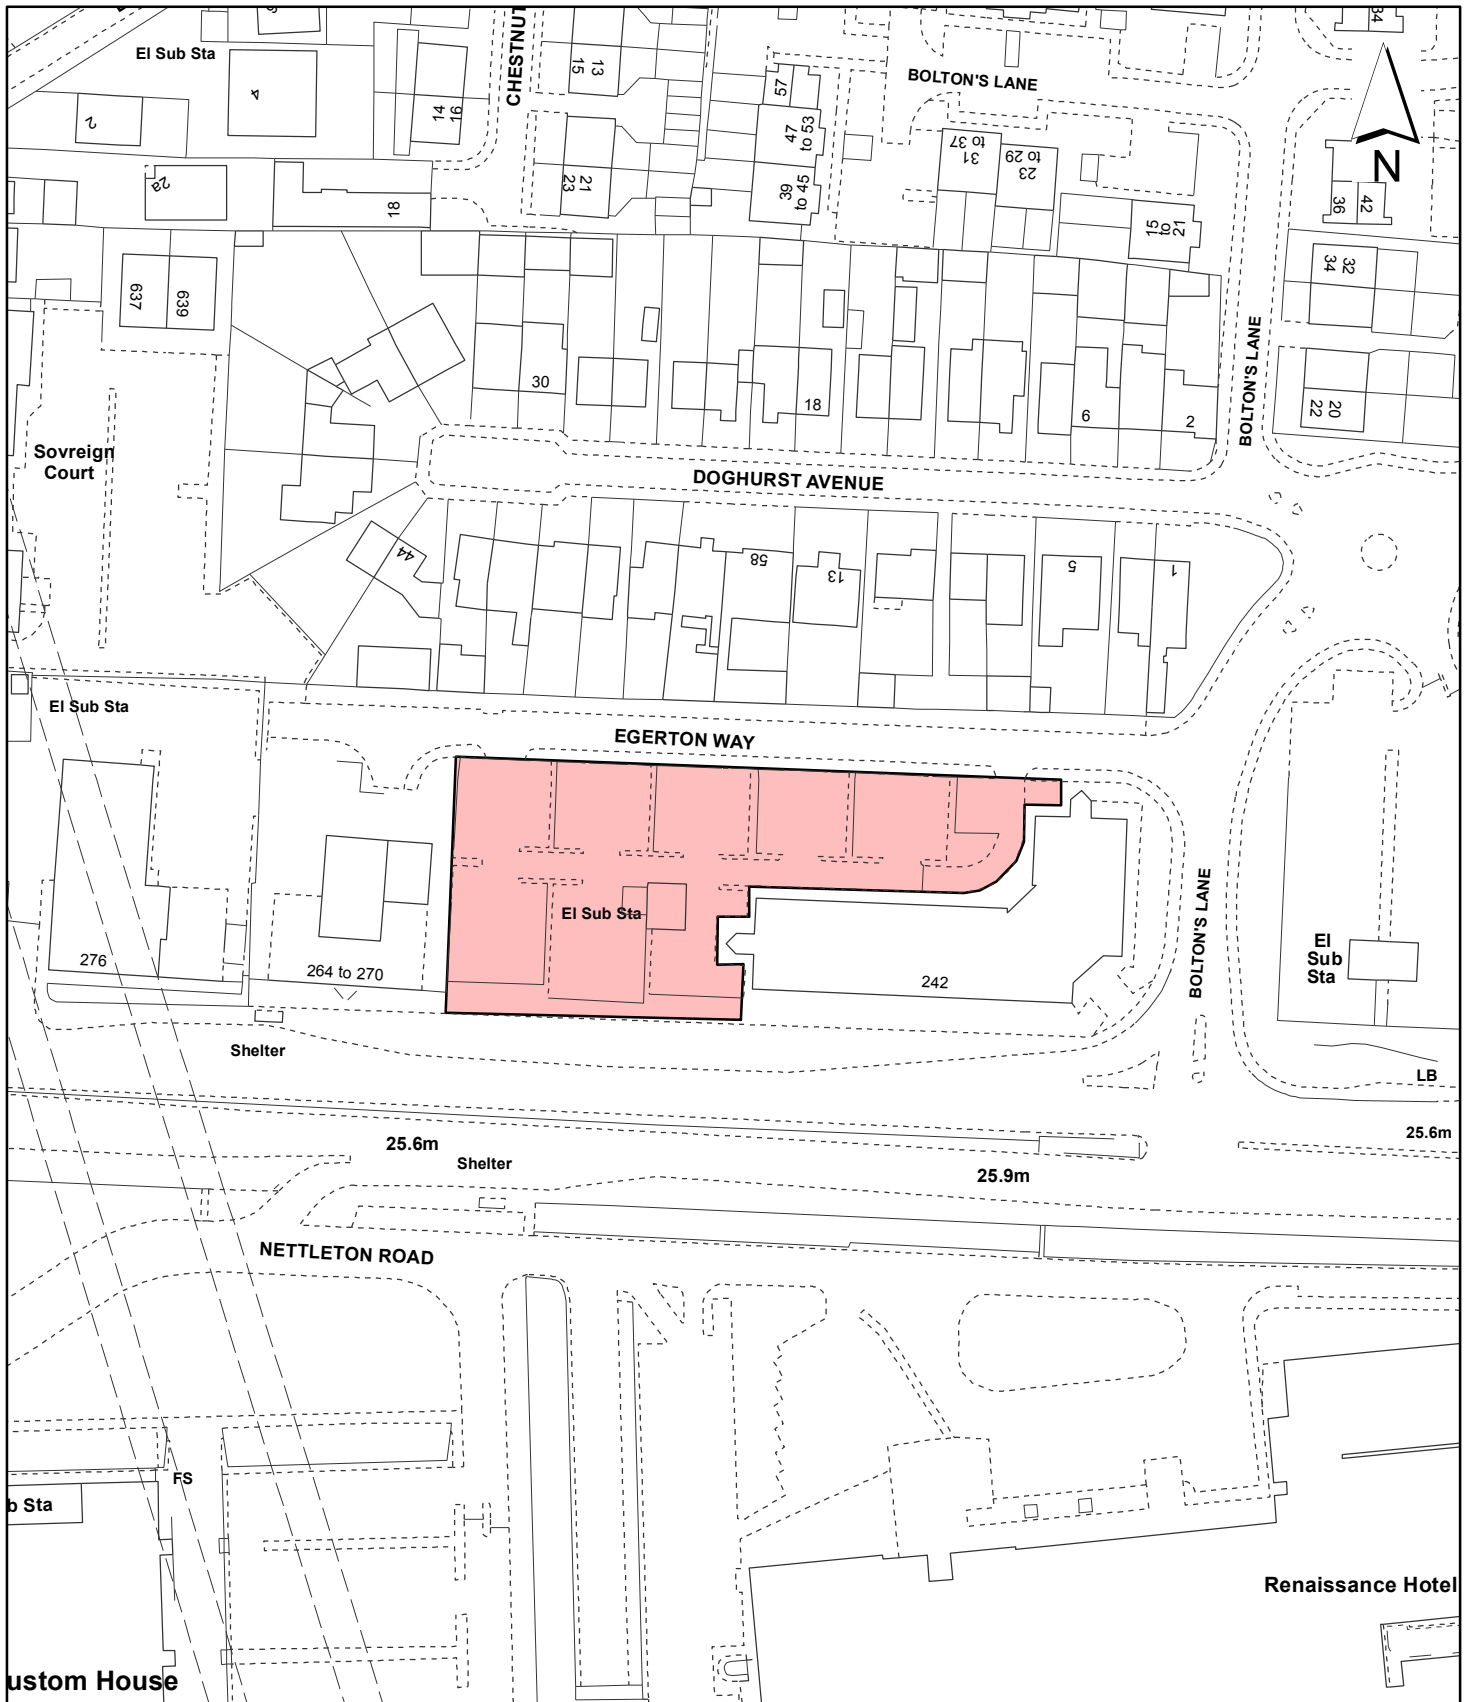 34
El Sub Sta
CHESTNUT
13
15
57
BOLTON'S LANE
4
2
14
16
47
to 53
31
to 37
23
to 29
N
2a
18
21
23
39
to 45
15
to
21
36
42
637
639
34
32
BOLTON'S LANE
30
18
6
2
22
20
Sovreign
Court
DOGHURST AVENUE
44
58
13
5
1
El Sub Sta
EGERTON WAY
El Sub Sta
BOLTON'S LANE
276
264 to 270
242
El
Sub
Sta
Shelter
LB
25.6m
25.6m
Shelter
25.9m
NETTLETON ROAD
FS
b Sta
Renaissance Hotel
ustom House